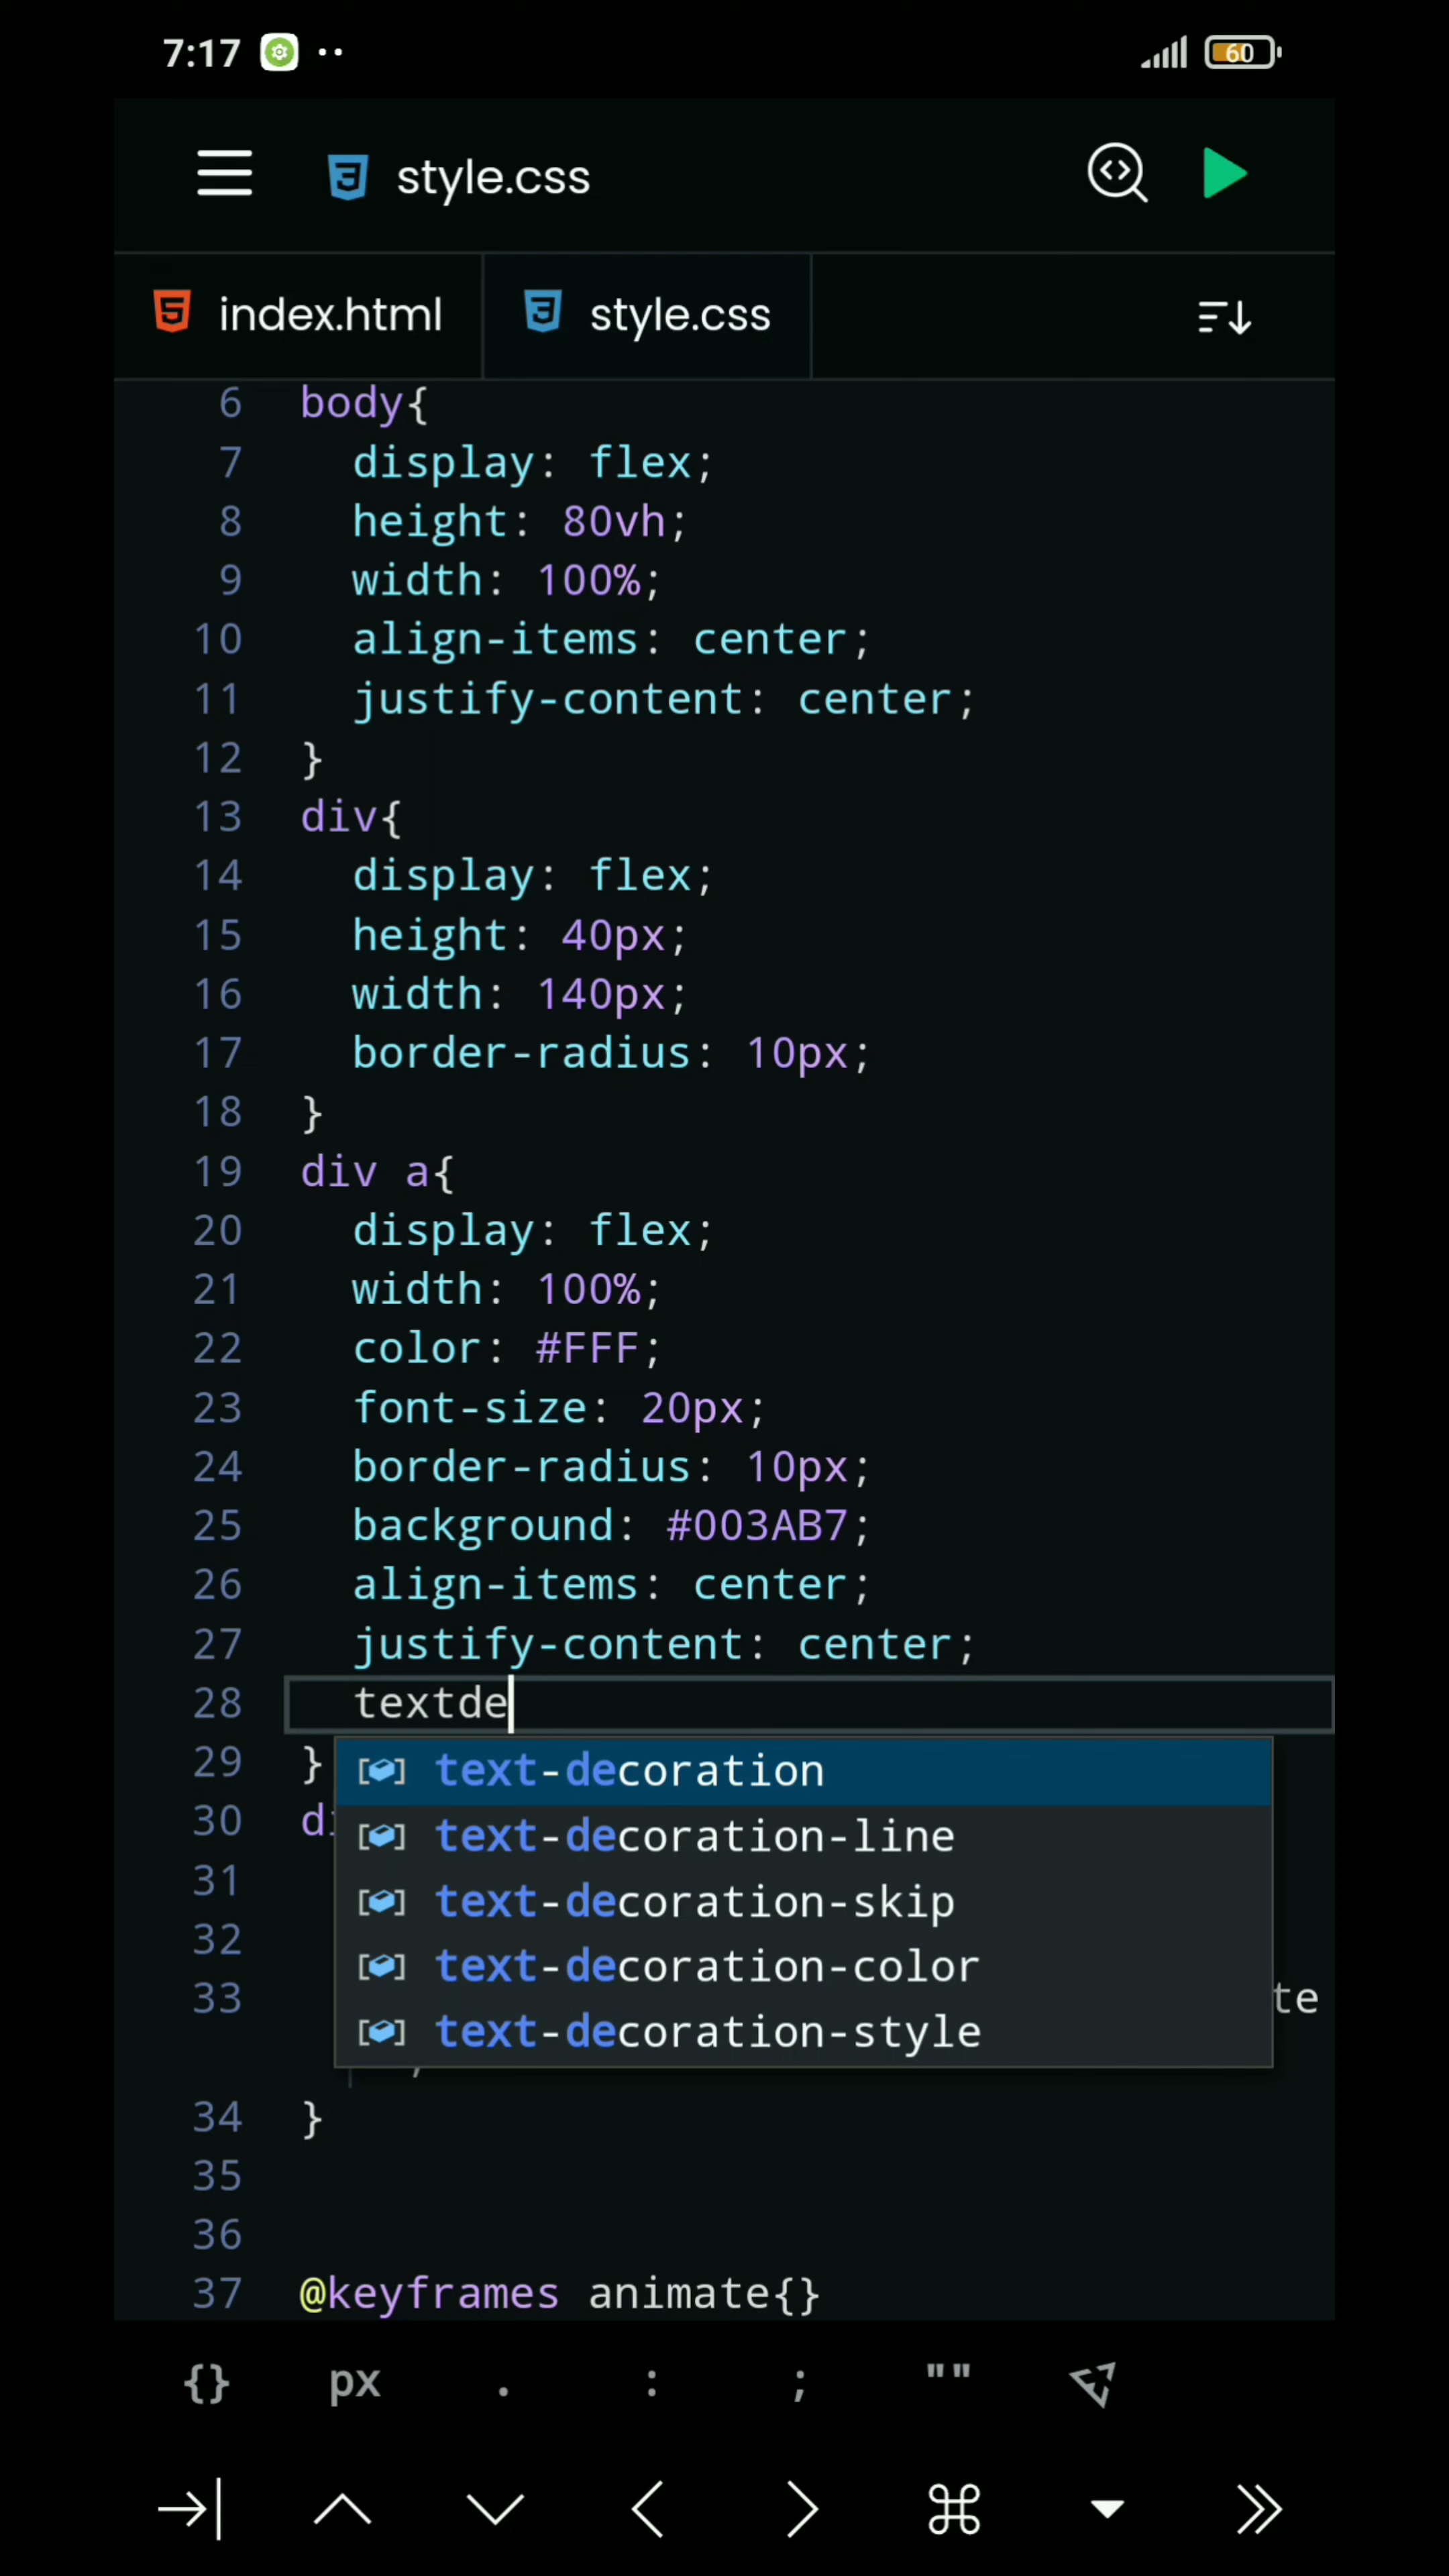 7:17 60
style.css
index.html style.css
6 body{
7 display: flex;
8 height: 80vh;
9 width: 100%;
10 align-items: center;
11 justify-content: center;
12 }
13 div{
14 display: flex;
15 height: 40px;
16 width: 140px;
17 border-radius: 10px;
18 }
19 div a{
20 display: flex;
21 width: 100%;
22 color: #FFF;
23 font-size: 20px;
24 border-radius: 10px;
25 background: #003AB7;
26 align-items: center;
27 justify-content: center;
28 textde
29 }
text-decoration
30
text-decoration-line
31
text-decoration-skip
32
text-decoration-color
33 te
text-decoration-style
34 }
35
36
37 @keyframes animate{}
{} px . : ; ""